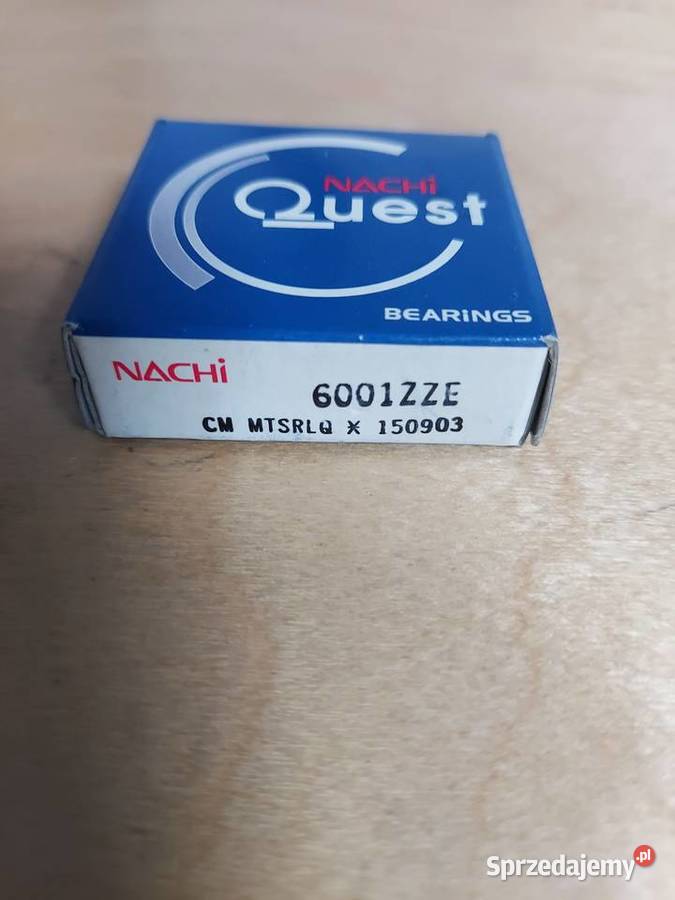 NACHi
Quest
BEARiNGS
NACHi 6001ZZE
CM MTSRLQ X 150903
Sprzedajemy.pl